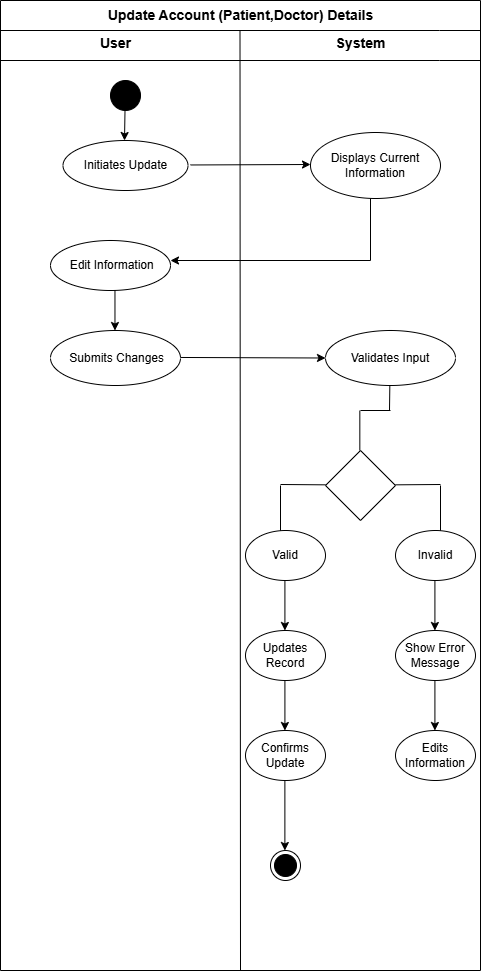 Update Account (Patient,Doctor) Details
User
System
Initiates Update
Displays Current
Information
Edit Information
Submits Changes
Validates Input
Valid
Invalid
Updates
Record
Show Error
Message
Confirms
Update
Edits
Information